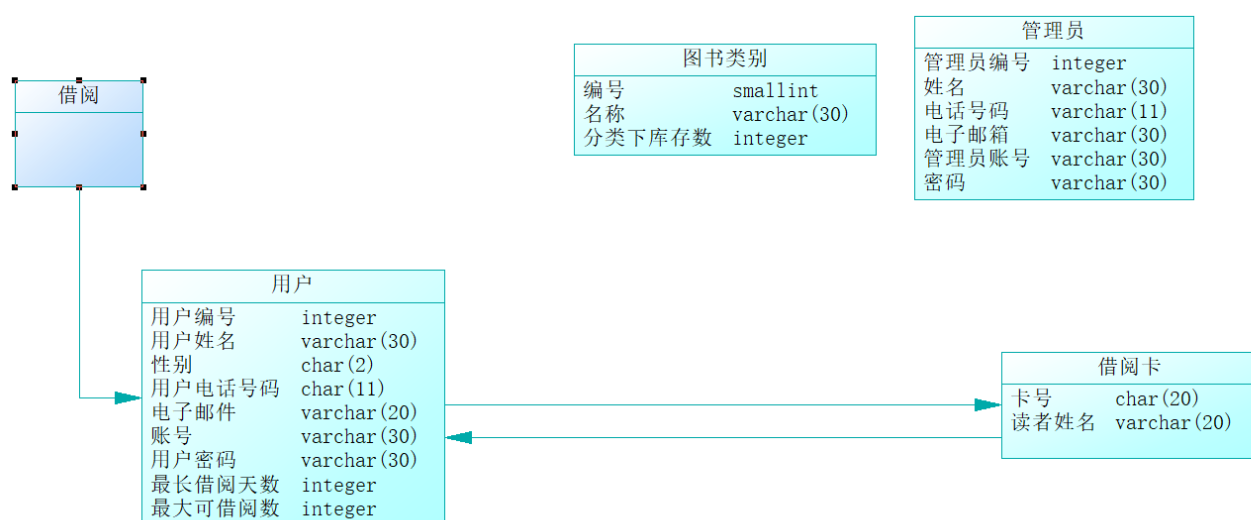 借阅
图书类别
编号 smallint
名称 varchar(30)
分类下库存数 integer
管理员
管理员编号 integer
姓名 varchar(30)
电话号码 varchar(11)
电子邮箱 varchar(30)
管理员账号 varchar(30)
密码 varchar(30)
用户
用户编号 integer
用户姓名 varchar(30)
性别 char(2)
用户电话号码 char(11)
电子邮件 varchar(20)
账号 varchar(30)
用户密码 varchar(30)
最长借阅天数 integer
最大可借阅数 integer
借阅卡
卡号 char(20)
读者姓名 varchar(20)